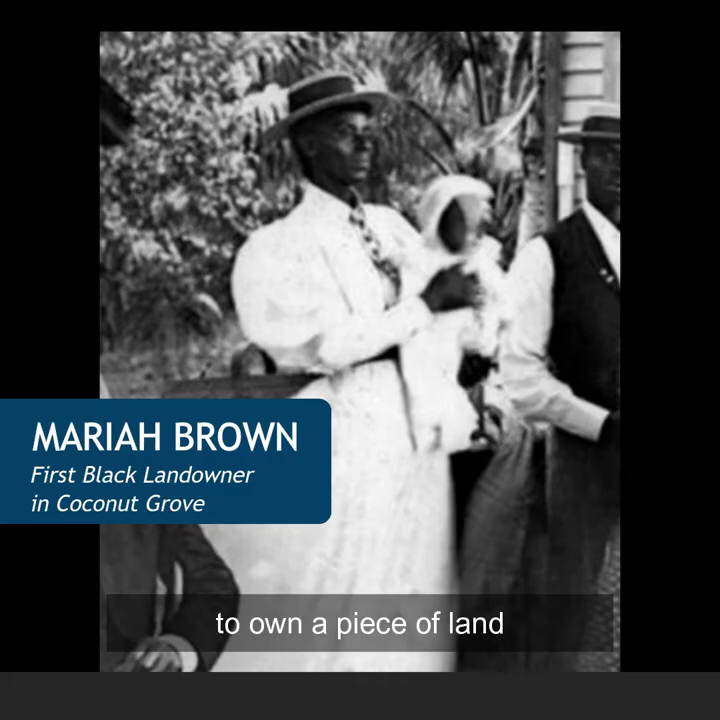 MARIAH BROWN
First Black Landowner
in Coconut Grove
to own a piece of land